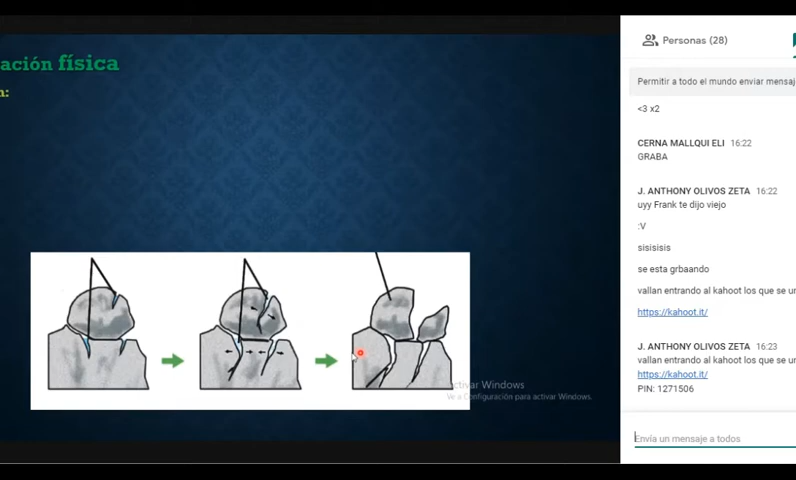 ación física
n:
ctivar Windows
Ve a Configuración para activar Windows.
Personas (28)
Permitir a todo el mundo enviar mensaj
<3 x2
CERNA MALLQUI ELI 16:22
GRABA
J. ANTHONY OLIVOS ZETA 16:22
uyy Frank te dijo viejo
:V
sisisisis
se esta grbaando
vallan entrando al kahoot los que se un
https://kahoot.it/
J. ANTHONY OLIVOS ZETA 16:23
vallan entrando al kahoot los que se un
https://kahoot.it/
PIN: 1271506
Envía un mensaje a todos